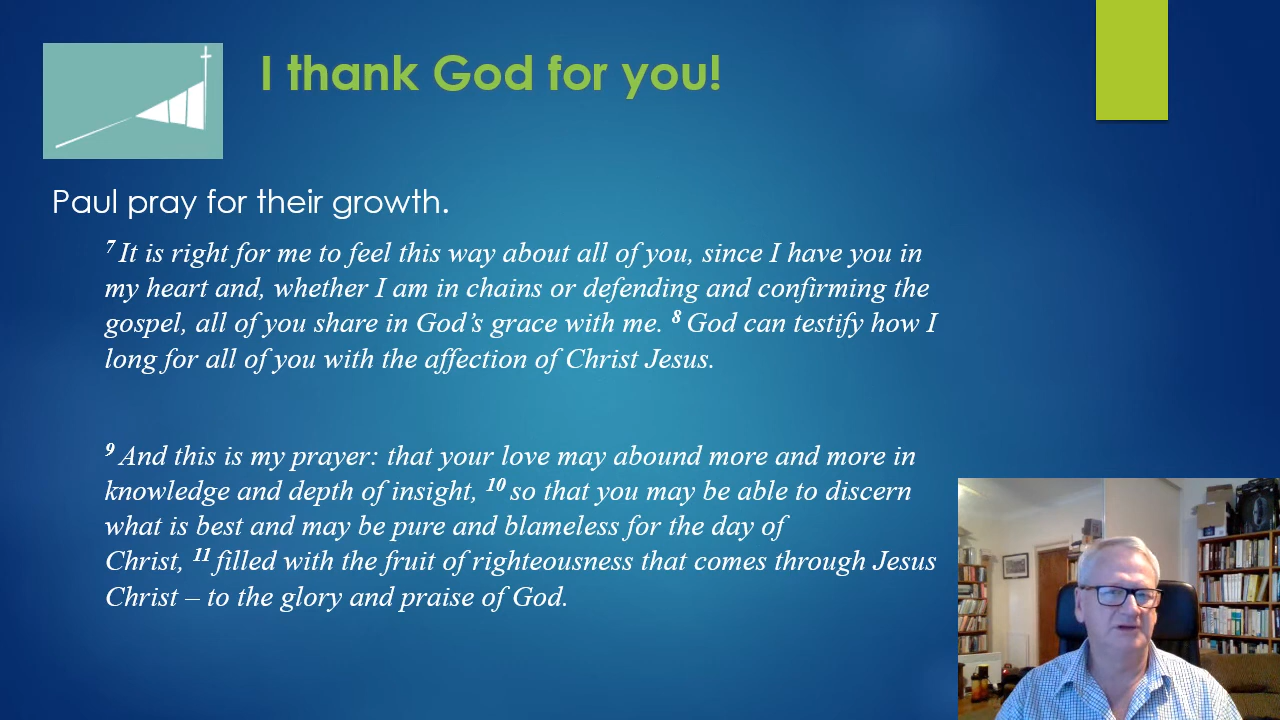 I thank God for you!
Paul pray for their growth.
7 It is right for me to feel this way about all of you, since I have you in
my heart and, whether I am in chains or defending and confirming the
gospel, all of you share in God’s grace with me. 8 God can testify how I
long for all of you with the affection of Christ Jesus.
9 And this is my prayer: that your love may abound more and more in
knowledge and depth of insight, 10 so that you may be able to discern
what is best and may be pure and blameless for the day of
Christ, 11 filled with the fruit of righteousness that comes through Jesus
Christ – to the glory and praise of God.